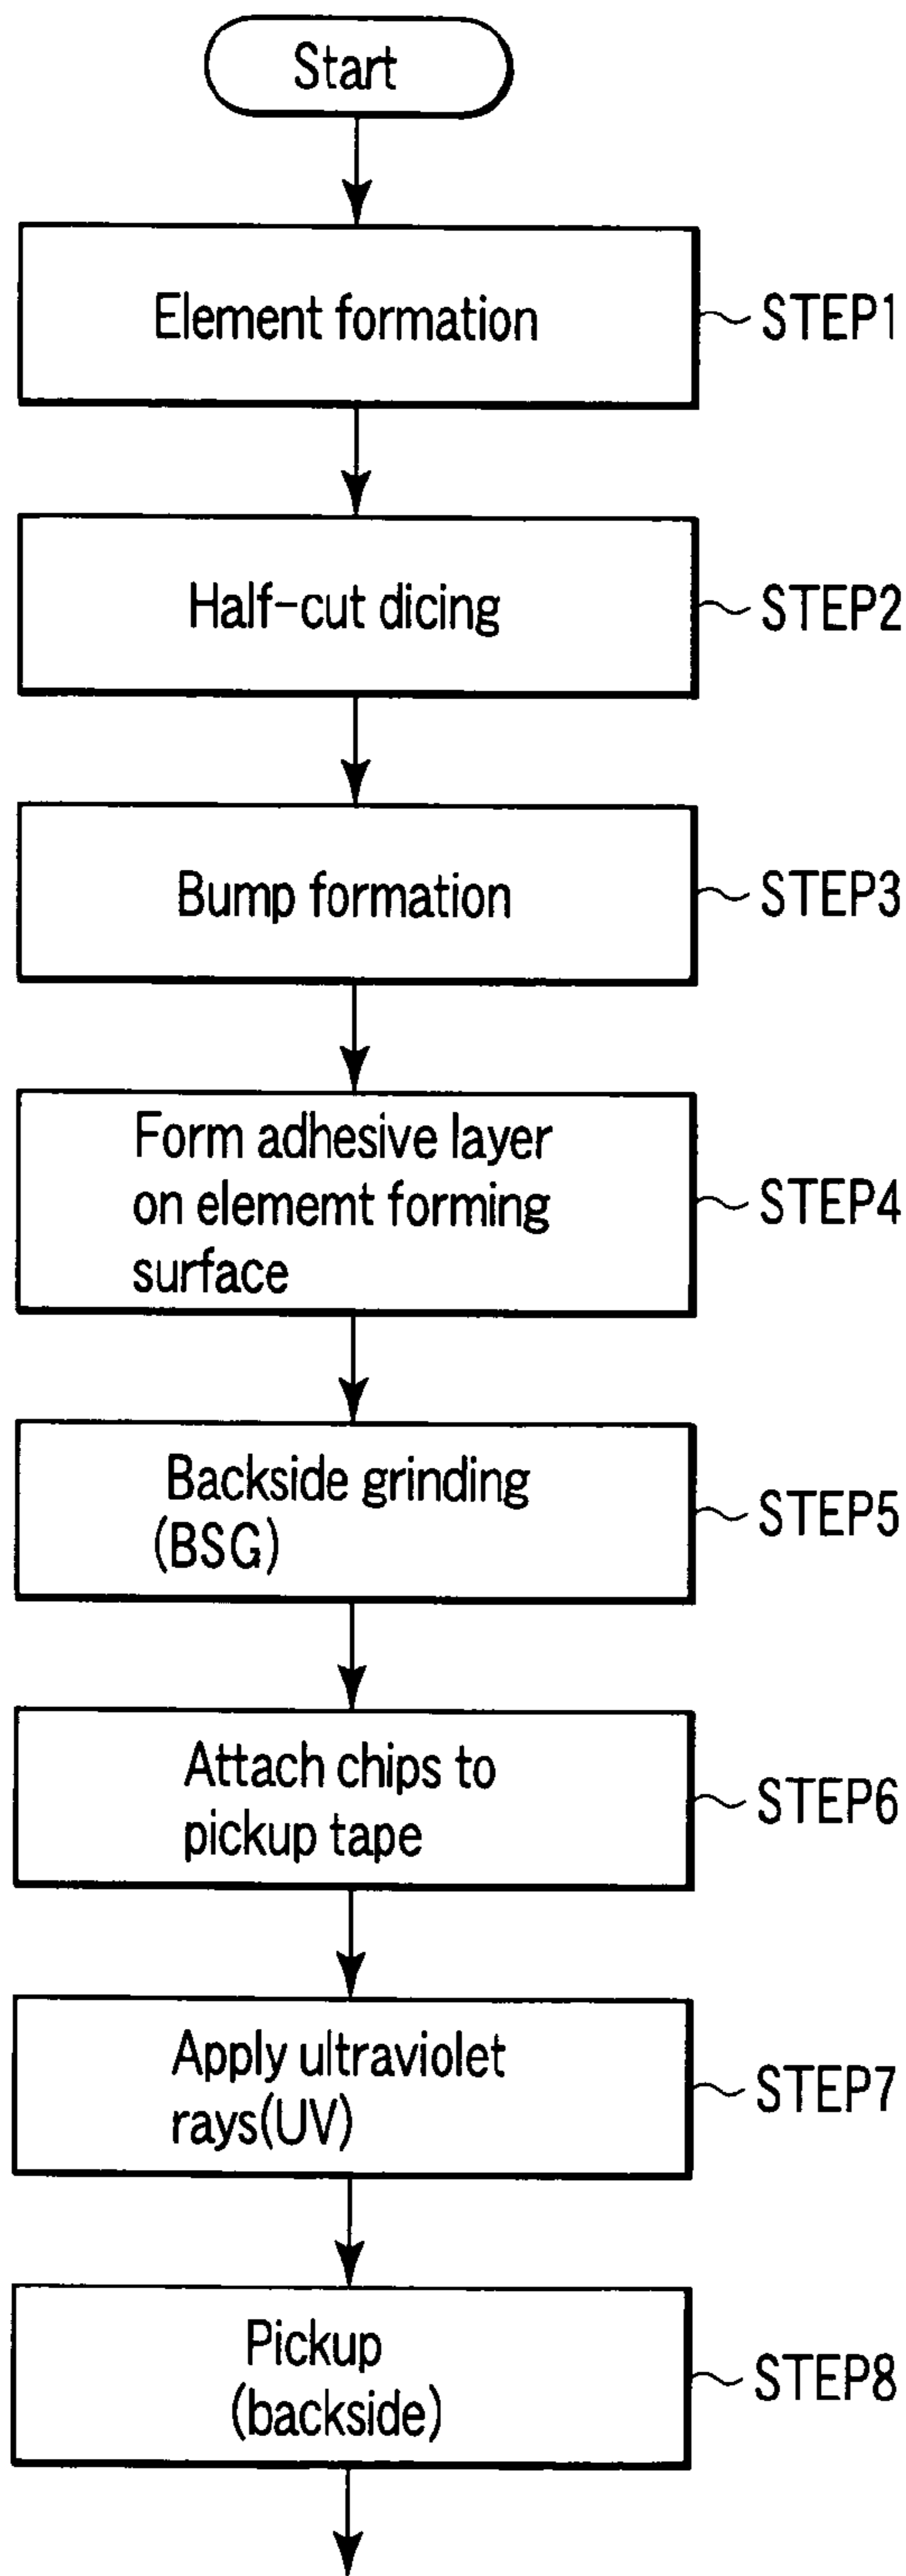 Start
Element formation
STEP1
Half-cut dicing
STEP2
Bump formation
STEP3
Form adhesive layer
on elememt forming
surface
STEP4
Backside grinding
(BSG)
STEP5
Attach chips to
pickup tape
STEP6
Apply ultraviolet
rays(UV)
STEP7
Pickup
(backside)
STEP8